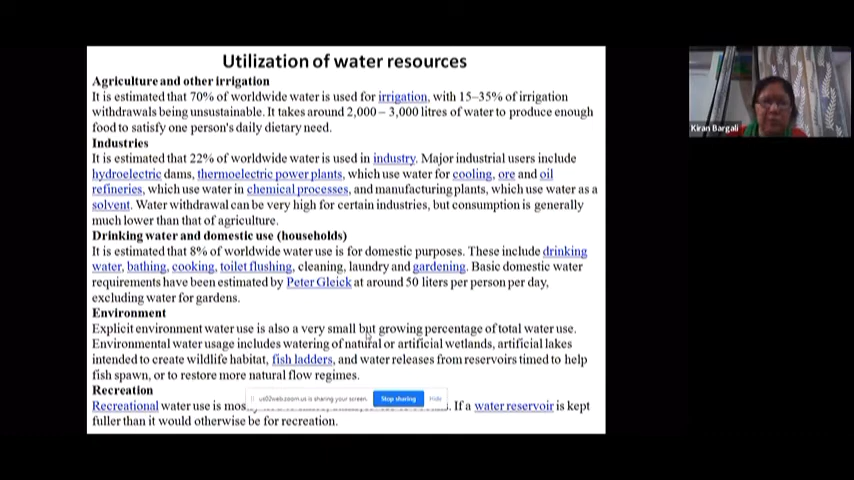 Utilization of water resources
Agriculture and other irrigation
It is estimated that 70% of worldwide water is used for irrigation, with 15–35% of irrigation
withdrawals being unsustainable. It takes around 2,000 – 3,000 litres of water to produce enough
food to satisfy one person's daily dietary need.
Industries
It is estimated that 22% of worldwide water is used in industry. Major industrial users include
hydroelectric dams, thermoelectric power plants, which use water for cooling, ore and oil
refineries, which use water in chemical processes, and manufacturing plants, which use water as a
solvent. Water withdrawal can be very high for certain industries, but consumption is generally
much lower than that of agriculture.
Drinking water and domestic use (households)
It is estimated that 8% of worldwide water use is for domestic purposes. These include drinking
water, bathing, cooking, toilet flushing, cleaning, laundry and gardening. Basic domestic water
requirements have been estimated by Peter Gleick at around 50 liters per person per day,
excluding water for gardens.
Environment
Explicit environment water use is also a very small but growing percentage of total water use.
Environmental water usage includes watering of natural or artificial wetlands, artificial lakes
intended to create wildlife habitat, fish ladders, and water releases from reservoirs timed to help
fish spawn, or to restore more natural flow regimes.
Recreation
Recreational water use is If a water reservoir is kept
fuller than it would otherwise be for recreation.
us02web.zoom.us is sharing your screen. Stop sharing Hide
Kiran Bargali